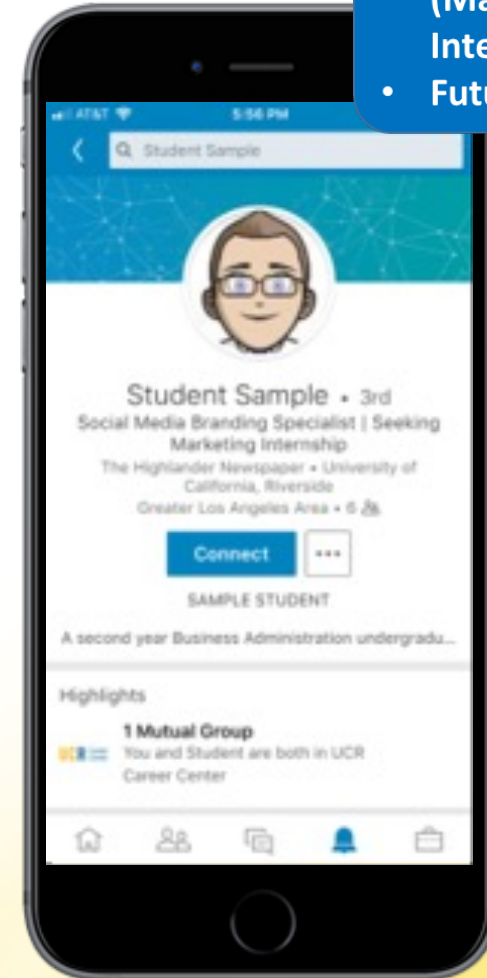 (Ma
Inte
• Futu
AT&T 5:56 PM
Student Sample
Student Sample • 3rd
Social Media Branding Specialist | Seeking
Marketing Internship
The Highlander Newspaper • University of
California, Riverside
Greater Los Angeles Area • 6
Connect
SAMPLE STUDENT
A second year Business Administration undergradu...
Highlights
1 Mutual Group
You and Student are both in UCR
Career Center